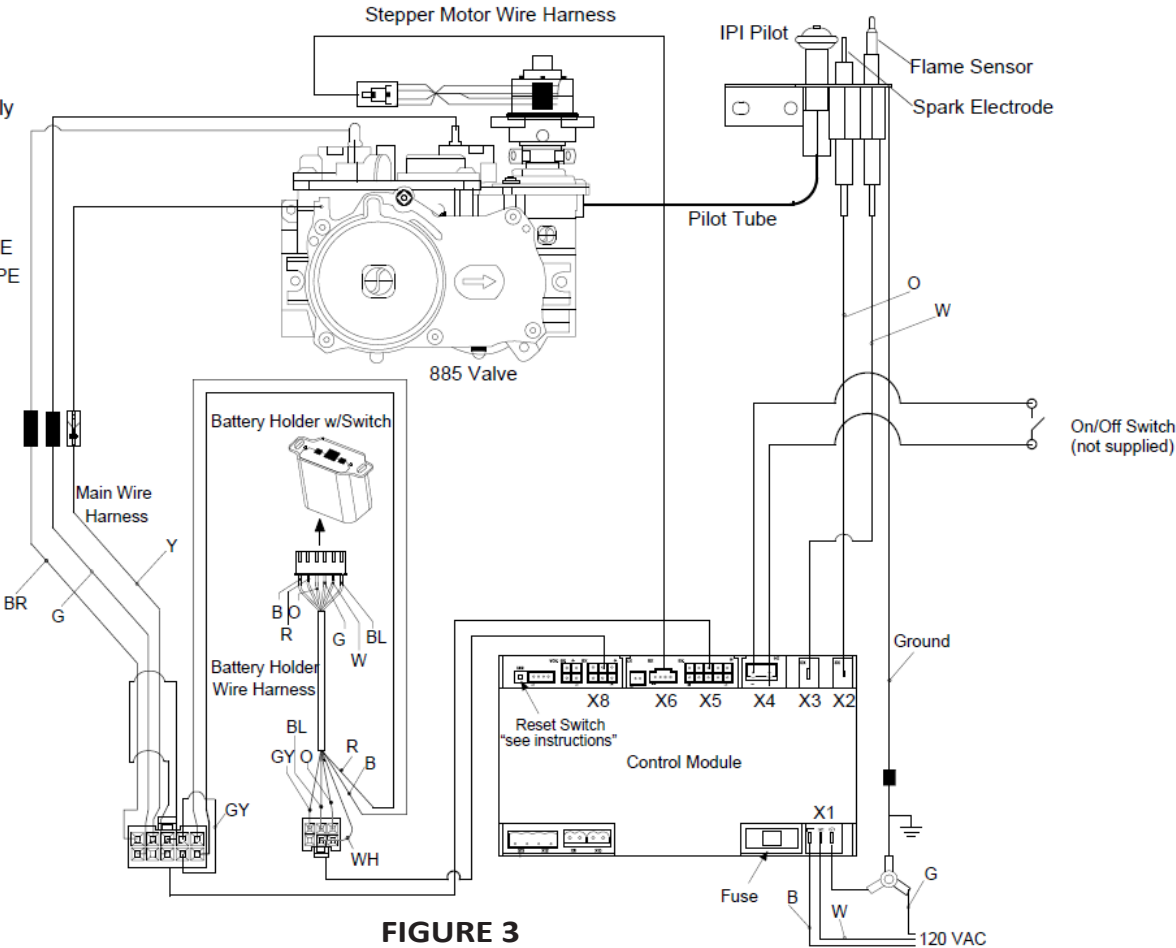 Stepper Motor Wire Harness
IPI Pilot
Flame Sensor
Spark Electrode
ly
Pilot Tube
E
PE
O
W
885 Valve
Battery Holder w/Switch
On/Off Switch
(not supplied)
Main Wire
Harness
Y
BR
G
B O
R
G
BL
W
Battery Holder
Wire Harness
Ground
X8
X6
X5
X4
X3
X2
Reset Switch
"see instructions"
Control Module
BL
GY
O
R
B
GY
WH
X1
Fuse
B
W
G
120 VAC
FIGURE 3